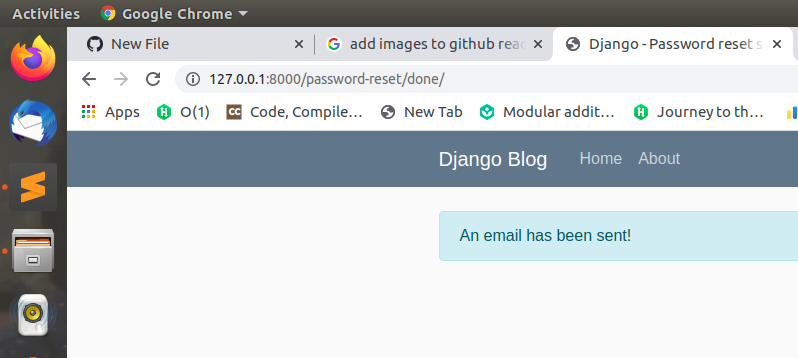 Activities Google Chrome
New File add images to github rea Django - Password reset s
127.0.0.1:8000/password-reset/done/
Apps O(1) CC Code, Compile… New Tab Modular addit… Journey to th…
Django Blog Home About
An email has been sent!